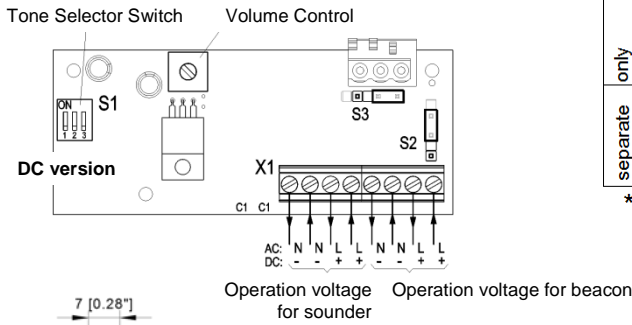 Tone Selector Switch
Volume Control
only
separate
*
ON
S1
1 2 3
S3
S2
DC version
X1
C1 C1
AC: N N L L N N L L
DC: - - + + - - + +
Operation voltage for sounder
Operation voltage for beacon
7 [0.28"]